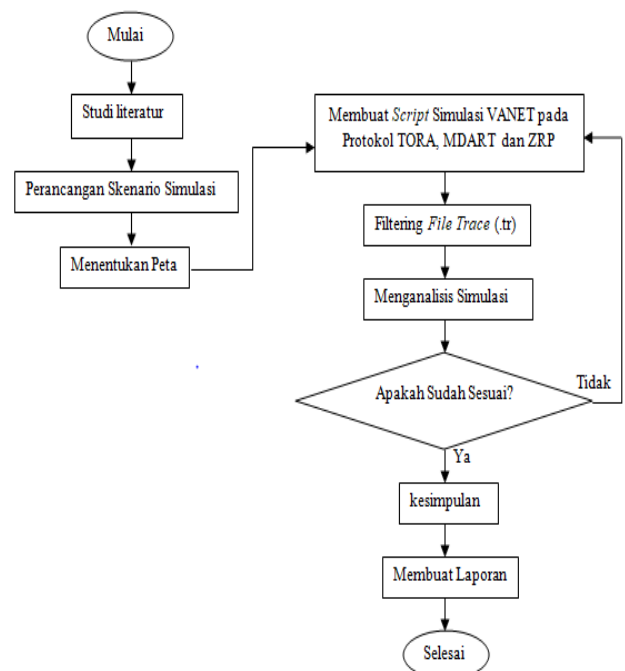 Mulai
Studi literatur
Perancangan Skenario Simulasi
Menentukan Peta
Membuat Script Simulasi VANET pada
Protokol TORA, MDART dan ZRP
Filtering File Trace (.tr)
Menganalisis Simulasi
Apakah Sudah Sesuai?
Tidak
Ya
kesimpulan
Membuat Laporan
Selesai